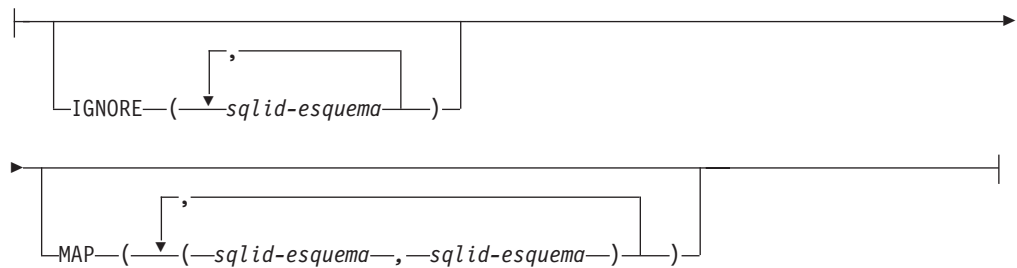 ,
IGNORE ( sqlid-esquema )
,
MAP ( ( sqlid-esquema , sqlid-esquema ) )